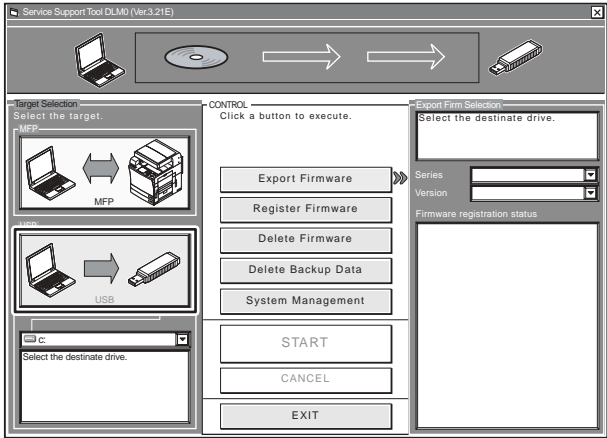 Service Support Tool DLM0 (Ver.3.21E)
Target Selection
Select the target.
MFP
MFP
USB
USB
C:
Select the destinate drive.
CONTROL
Click a button to execute.
Export Firmware
Register Firmware
Delete Firmware
Delete Backup Data
System Management
START
CANCEL
EXIT
Export Firm Selection
Select the destinate drive.
Series
Version
Firmware registration status